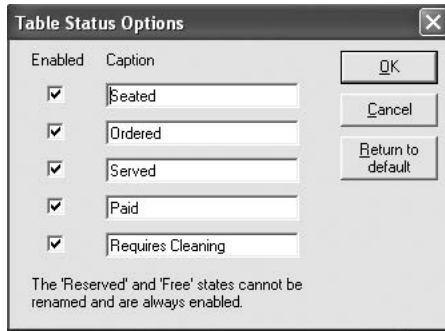 Table Status Options
Enabled Caption
Seated
Ordered
Served
Paid
Requires Cleaning
OK
Cancel
Return to
default
The 'Reserved' and 'Free' states cannot be
renamed and are always enabled.